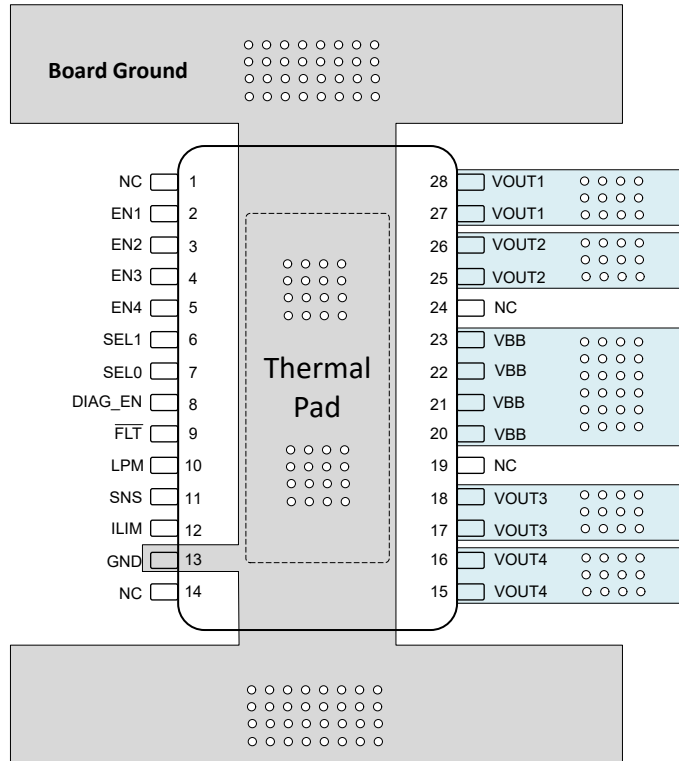 Board Ground
NC 1 28 VOUT1
EN1 2 27 VOUT1
EN2 3 26 VOUT2
EN3 4 25 VOUT2
EN4 5 24 NC
SEL1 6 23 VBB
SEL0 7 22 VBB
DIAG_EN 8 21 VBB
FLT 9 20 VBB
LPM 10 19 NC
SNS 11 18 VOUT3
ILIM 12 17 VOUT3
GND 13 16 VOUT4
NC 14 15 VOUT4
Thermal
Pad